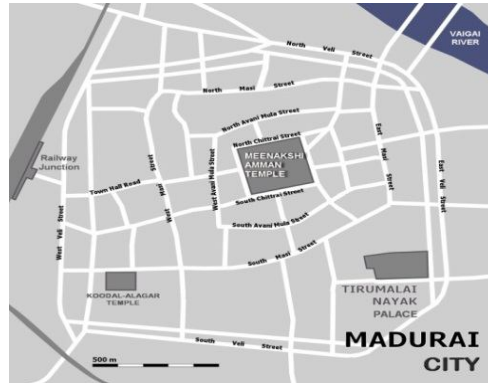 VAIGAI
RIVER
North Veli Street
North Masi Street
North Avani Mula Street
North Chittrai Street
MEENAKSHI
AMMAN
TEMPLE
Railway
Junction
Town Hall Road
West Masi Street
West Avani Mula Street
East Masi Street
East Veli Street
South Chittrai Street
South Avani Mula Street
West Veli Street
South Masi Street
KOODAL-ALAGAR
TEMPLE
TIRUMALAI
NAYAK
PALACE
South Veli Street
MADURAI
CITY
500 m